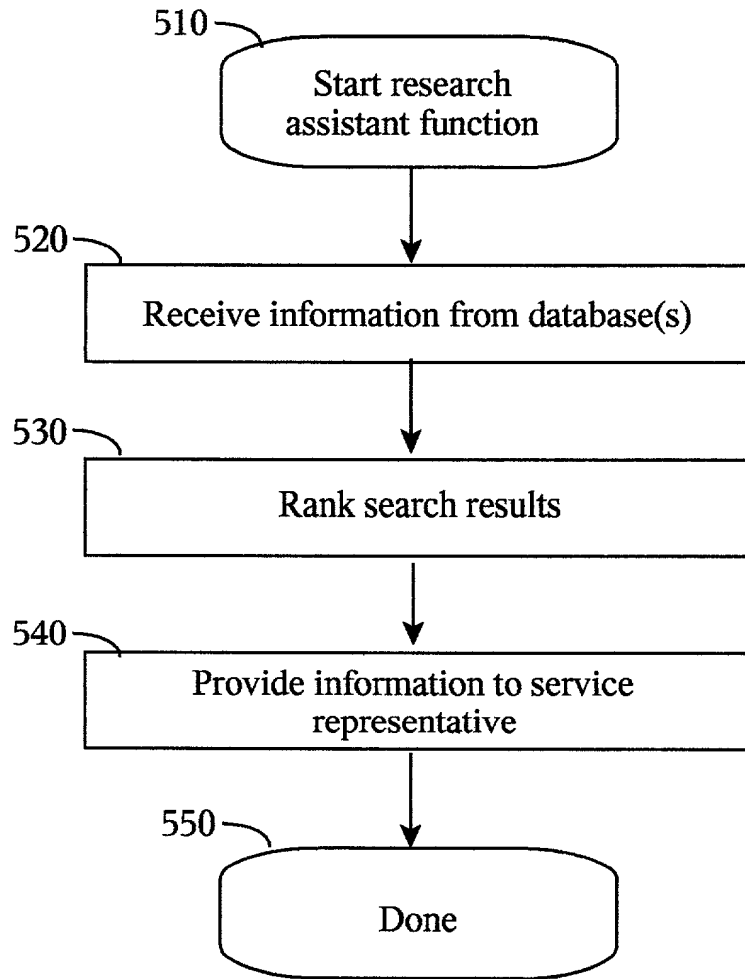 510
Start research
assistant function
520
Receive information from database(s)
530
Rank search results
540
Provide information to service
representative
550
Done